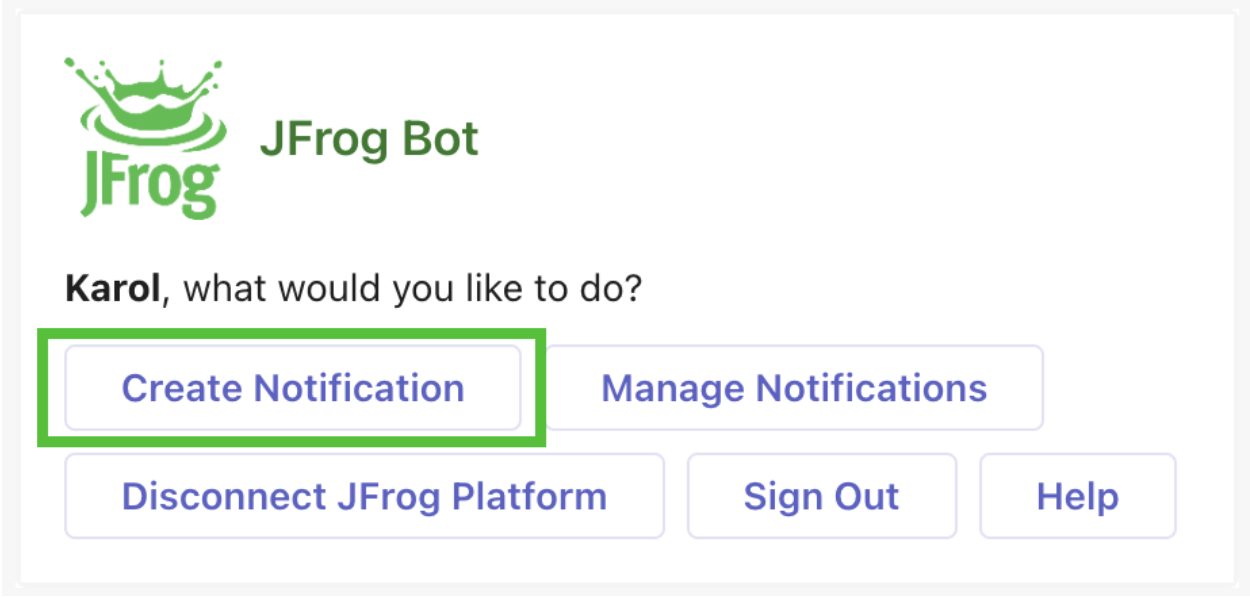 JFrog
JFrog Bot
Karol, what would you like to do?
Create Notification Manage Notifications
Disconnect JFrog Platform Sign Out Help